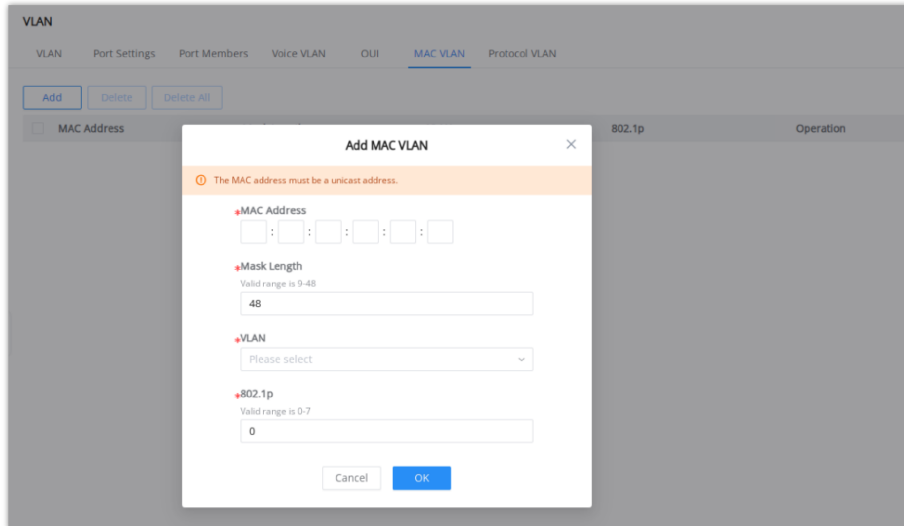 VLAN
VLAN Port Settings Port Members Voice VLAN OUI MAC VLAN Protocol VLAN
Add Delete Delete All
MAC Address 802.1p Operation
Add MAC VLAN
The MAC address must be a unicast address.
*MAC Address
: : : : :
*Mask Length
Valid range is 9-48
48
*VLAN
Please select
*802.1p
Valid range is 0-7
0
Cancel OK